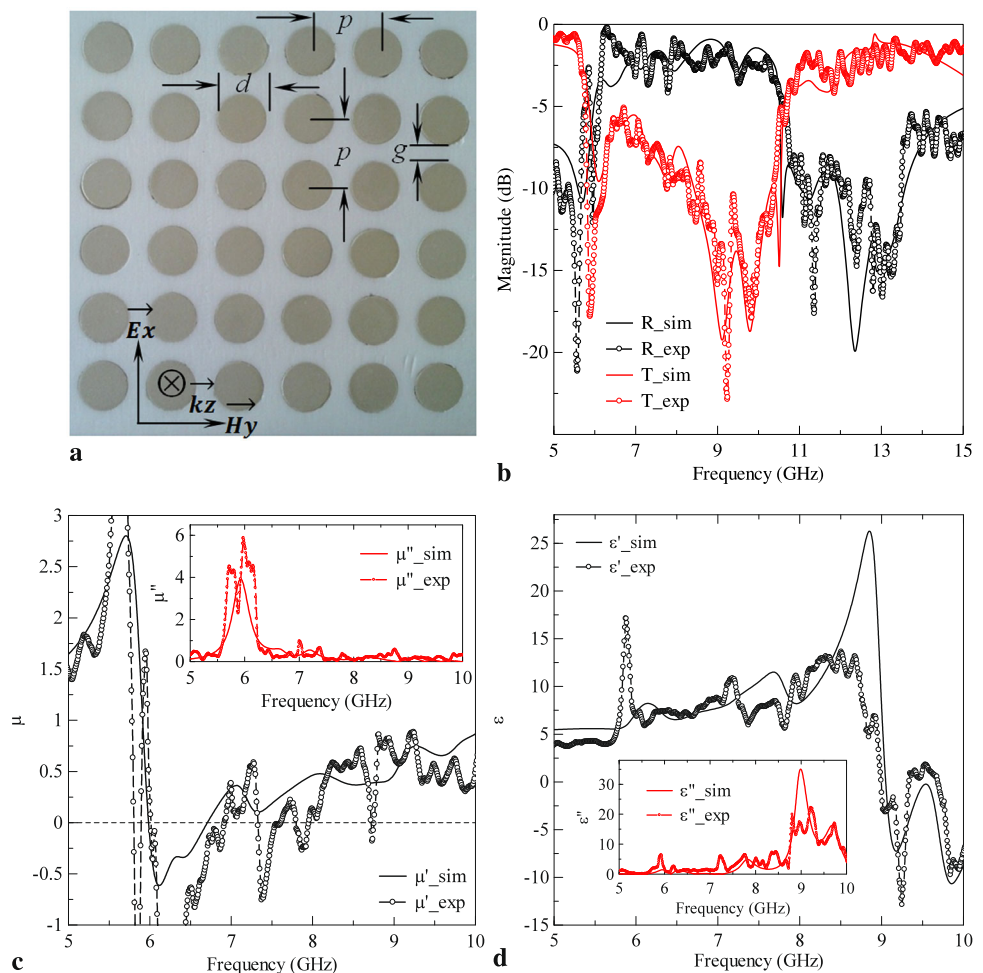 p
d
p
g
Ex
kz
Hy
a
0
-5
-10
-15
-20
Magnitude (dB)
R_sim
R_exp
T_sim
T_exp
5 7 9 11 13 15
Frequency (GHz)
b
3
2.5
2
1.5
1
0.5
0
-0.5
-1
μ
6
4
2
0
μ"
μ"_sim
μ"_exp
5 6 7 8 9 10
Frequency (GHz)
μ'_sim
μ'_exp
5 6 7 8 9 10
Frequency (GHz)
c
25
20
15
10
5
0
-5
-10
-15
ε
ε'_sim
ε'_exp
30
20
10
0
ε"
ε"_sim
ε"_exp
5 6 7 8 9 10
Frequency (GHz)
5 6 7 8 9 10
Frequency (GHz)
d